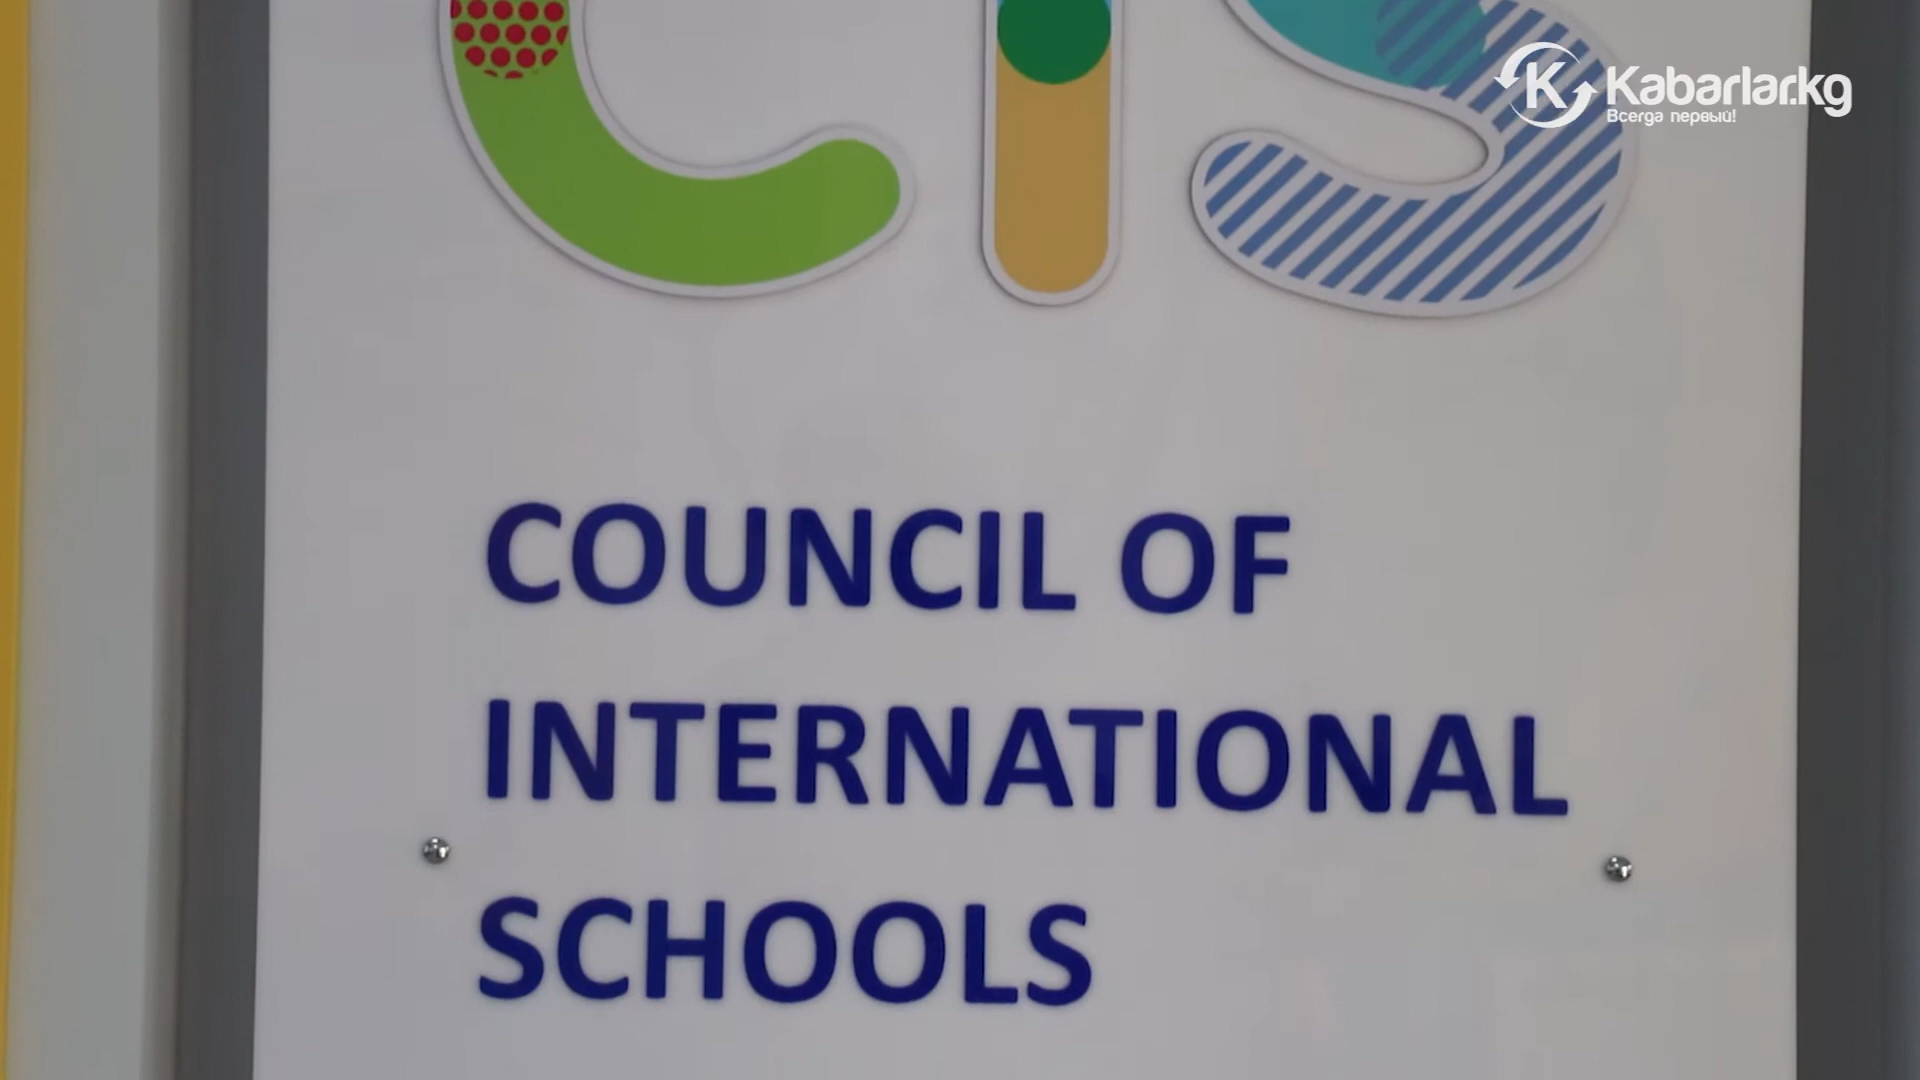 cis
Kabarlar.kg
Всегда первый!
COUNCIL OF
INTERNATIONAL
SCHOOLS